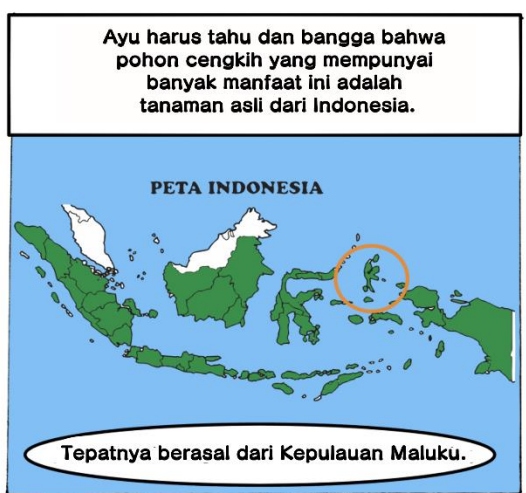 Ayu harus tahu dan bangga bahwa
pohon cengkih yang mempunyai
banyak manfaat ini adalah
tanaman asli dari Indonesia.
PETA INDONESIA
Tepatnya berasal dari Kepulauan Maluku.